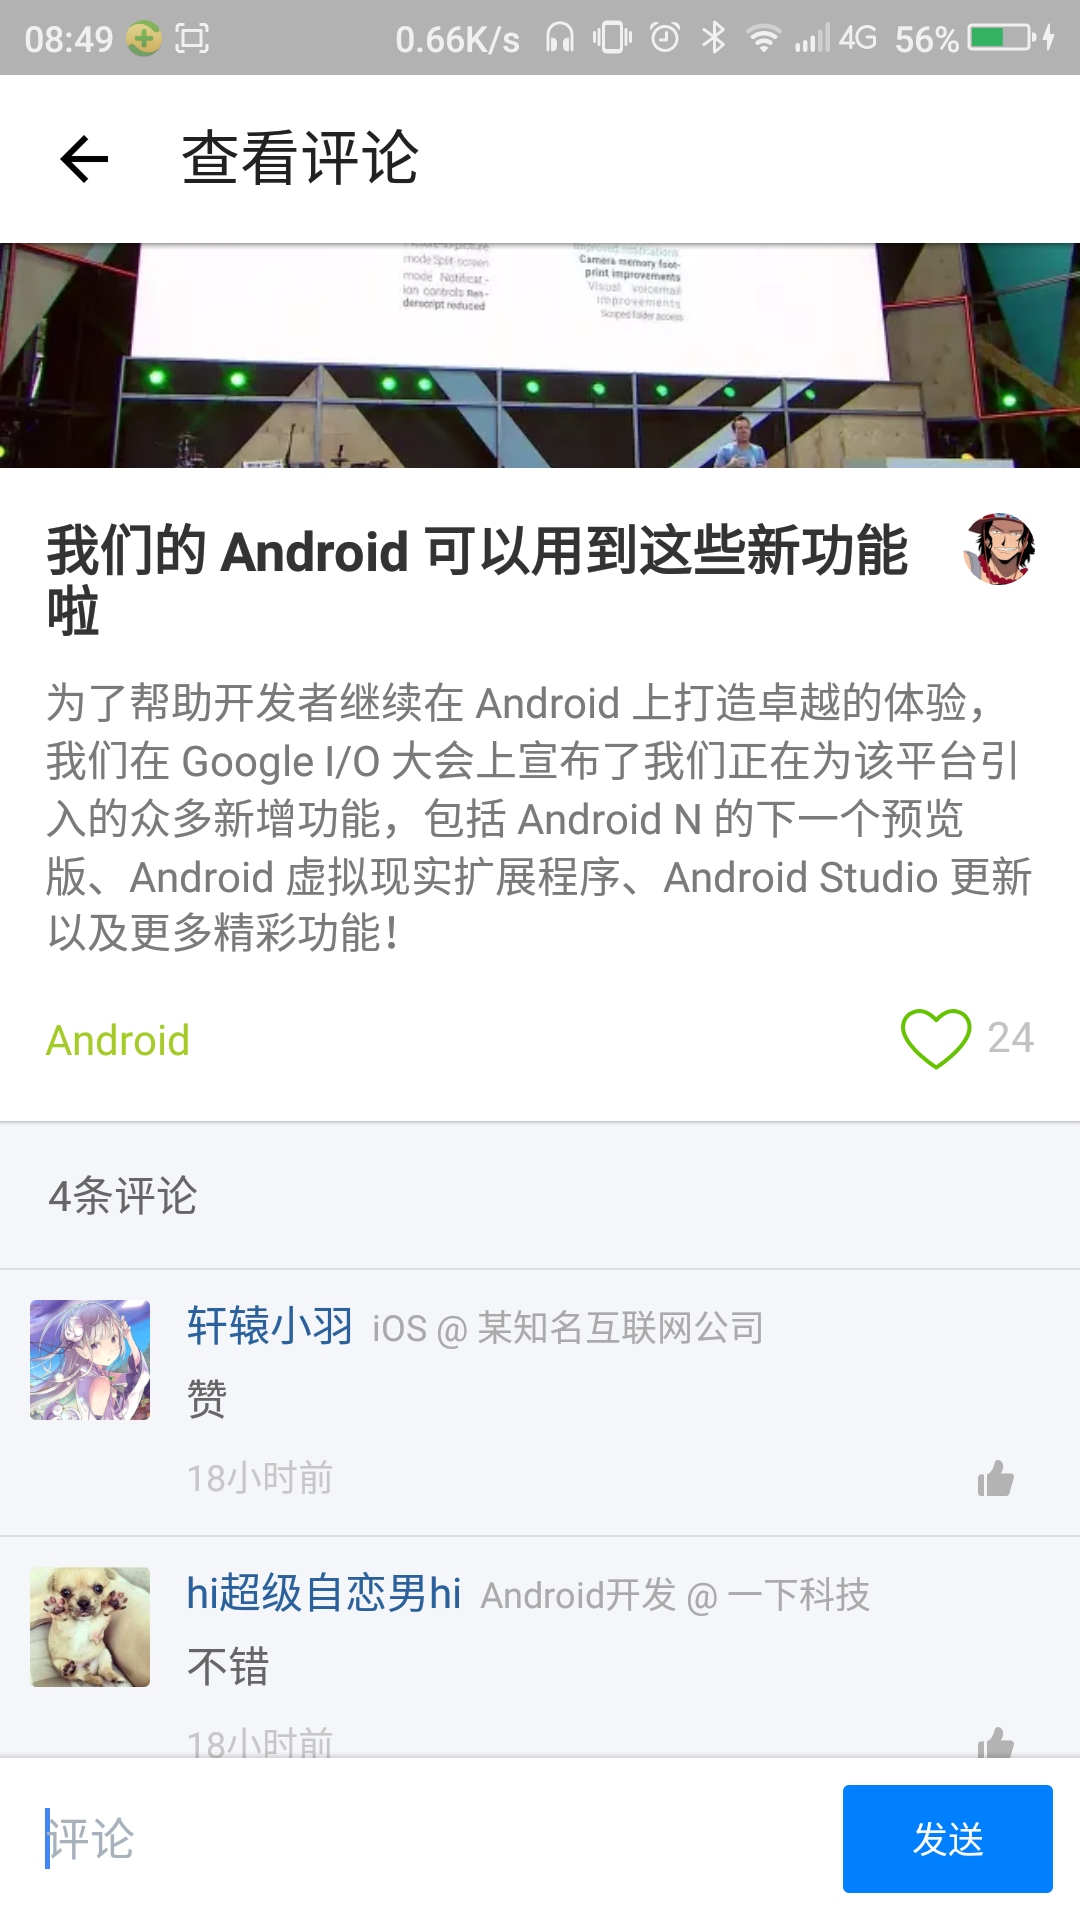 08:49 0.66K/s 4G 56%
查看评论
mode Split-screen
mode Notificat-
ion controls Ren-
derscript reduced
improved notifications
Camera memory foot-
print improvements
Visual voicemail
improvements
Scoped folder access
我们的 Android 可以用到这些新功能
啦
为了帮助开发者继续在 Android 上打造卓越的体验，
我们在 Google I/O 大会上宣布了我们正在为该平台引
入的众多新增功能，包括 Android N 的下一个预览
版、Android 虚拟现实扩展程序、Android Studio 更新
以及更多精彩功能！
Android 24
4条评论
轩辕小羽 iOS @ 某知名互联网公司
赞
18小时前
hi超级自恋男hi Android开发 @ 一下科技
不错
18小时前
评论 发送